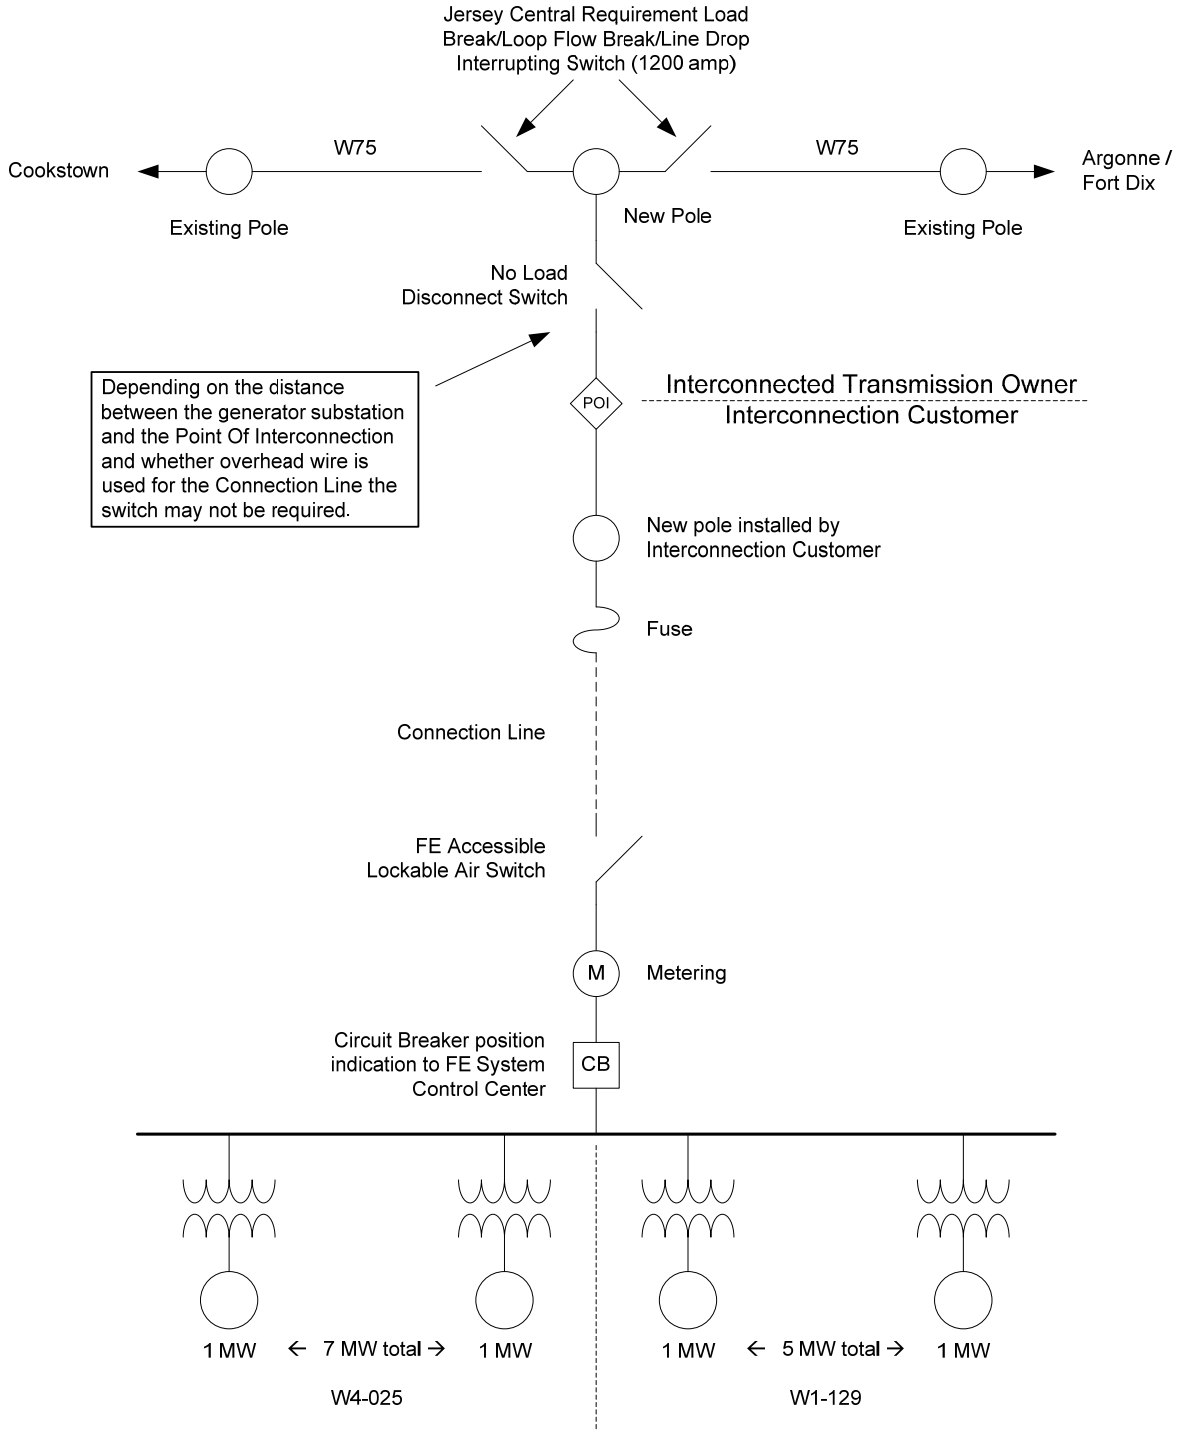 Jersey Central Requirement Load
Break/Loop Flow Break/Line Drop
Interrupting Switch (1200 amp)
W75
W75
Cookstown
Argonne /
Fort Dix
Existing Pole
New Pole
Existing Pole
No Load
Disconnect Switch
Depending on the distance
between the generator substation
and the Point Of Interconnection
and whether overhead wire is
used for the Connection Line the
switch may not be required.
POI
Interconnected Transmission Owner
Interconnection Customer
New pole installed by
Interconnection Customer
Fuse
Connection Line
FE Accessible
Lockable Air Switch
M
Metering
Circuit Breaker position
indication to FE System
Control Center
CB
1 MW ← 7 MW total → 1 MW
1 MW ← 5 MW total → 1 MW
W4-025
W1-129